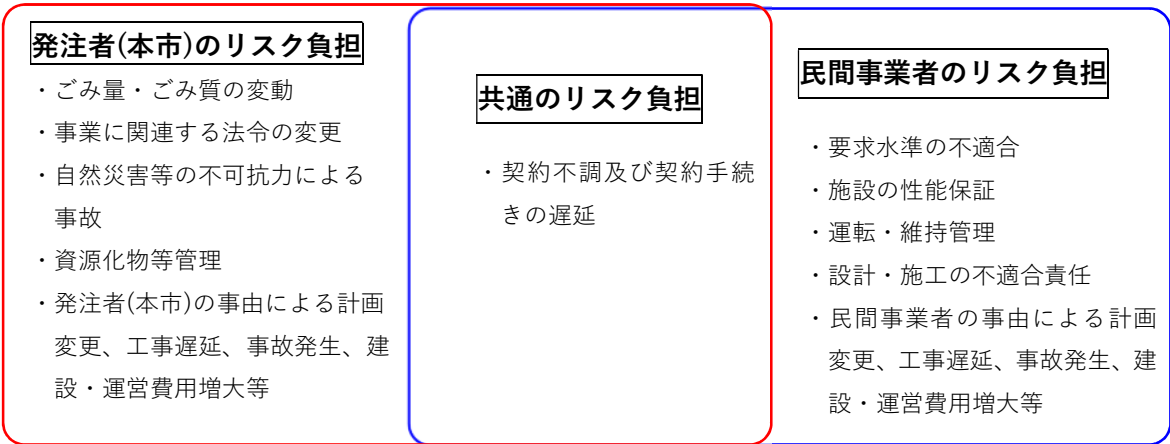 発注者(本市)のリスク負担
・ごみ量・ごみ質の変動
・事業に関連する法令の変更
・自然災害等の不可抗力による
事故
・資源化物等管理
・発注者(本市)の事由による計画
変更、工事遅延、事故発生、建
設・運営費用増大等
共通のリスク負担
・契約不調及び契約手続
きの遅延
民間事業者のリスク負担
・要求水準の不適合
・施設の性能保証
・運転・維持管理
・設計・施工の不適合責任
・民間事業者の事由による計画
変更、工事遅延、事故発生、建
設・運営費用増大等